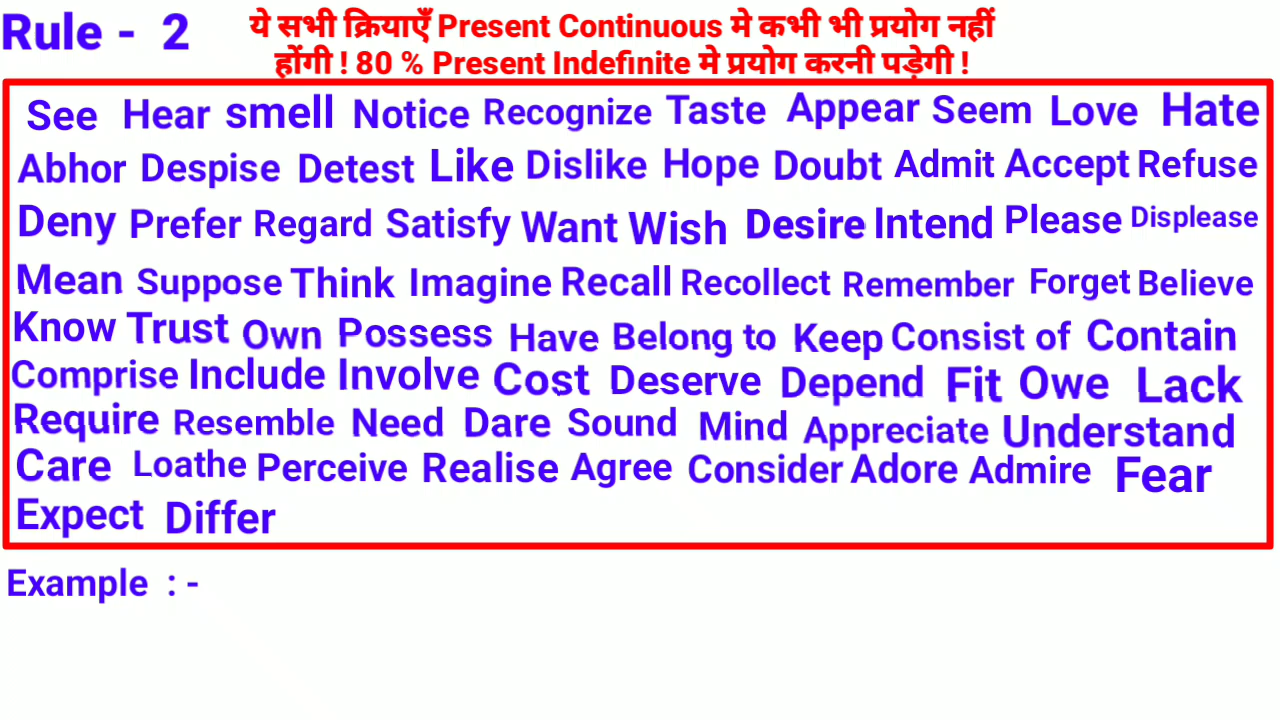 Rule - 2
ये सभी क्रियाएँ Present Continuous मे कभी भी प्रयोग नहीं
होंगी ! 80 % Present Indefinite मे प्रयोग करनी पड़ेगी !
See Hear smell Notice Recognize Taste Appear Seem Love Hate
Abhor Despise Detest Like Dislike Hope Doubt Admit Accept Refuse
Deny Prefer Regard Satisfy Want Wish Desire Intend Please Displease
Mean Suppose Think Imagine Recall Recollect Remember Forget Believe
Know Trust Own Possess Have Belong to Keep Consist of Contain
Comprise Include Involve Cost Deserve Depend Fit Owe Lack
Require Resemble Need Dare Sound Mind Appreciate Understand
Care Loathe Perceive Realise Agree Consider Adore Admire Fear
Expect Differ
Example : -